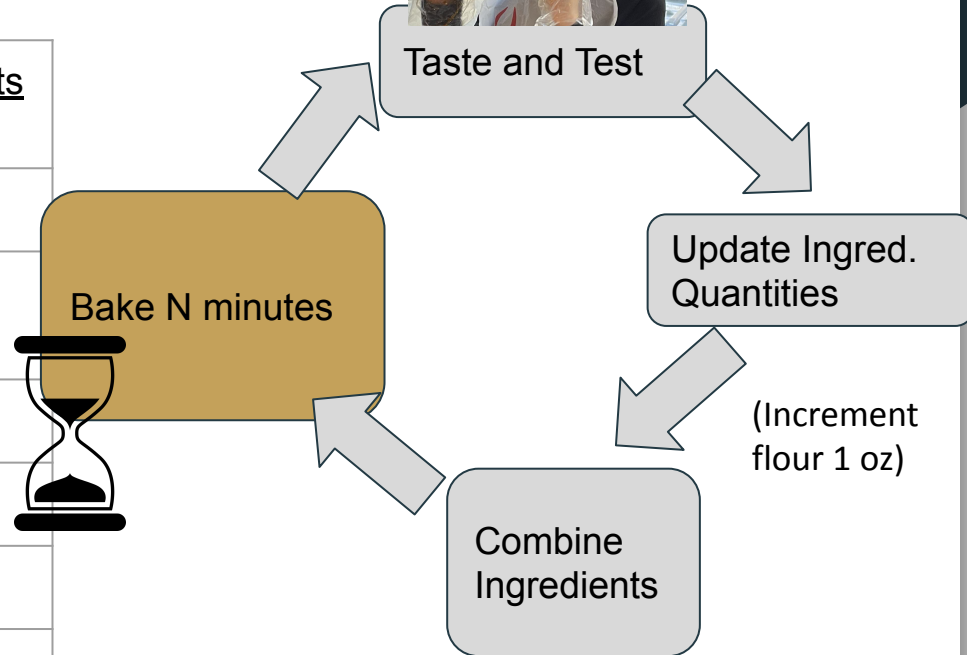 Taste and Test
Update Ingred.
Quantities
Bake N minutes
(Increment
flour 1 oz)
Combine
Ingredients